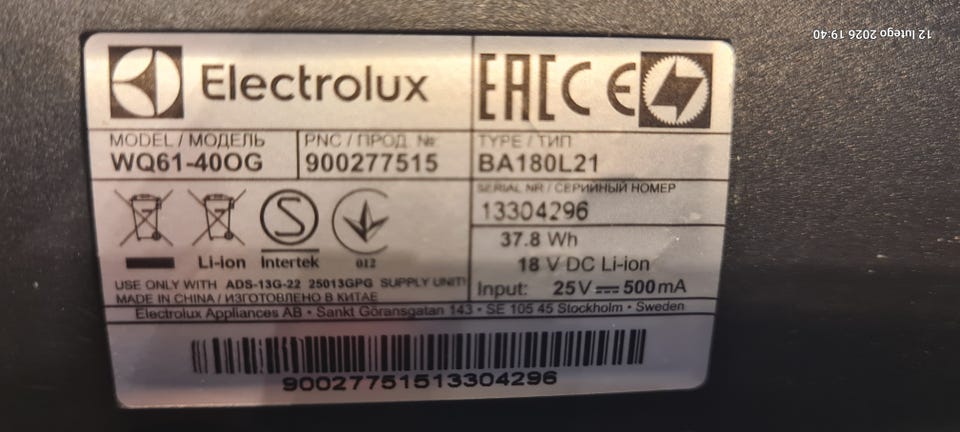 12 lutego 2026 19:40
Electrolux
EAC CE
MODEL / МОДЕЛЬ
WQ61-40OG
PNC / ПРОД. №:
900277515
TYPE / ТИП
BA180L21
SERIAL NR / СЕРИЙНЫЙ НОМЕР
13304296
Li-ion
S
Intertek
012
37.8 Wh
18 V DC Li-ion
Input: 25V 500mA
USE ONLY WITH ADS-13G-22 25013GPG SUPPLY UNIT!
MADE IN CHINA / ИЗГОТОВЛЕНО В КИТАЕ
Electrolux Appliances AB • Sankt Göransgatan 143 • SE 105 45 Stockholm • Sweden
90027751513304296